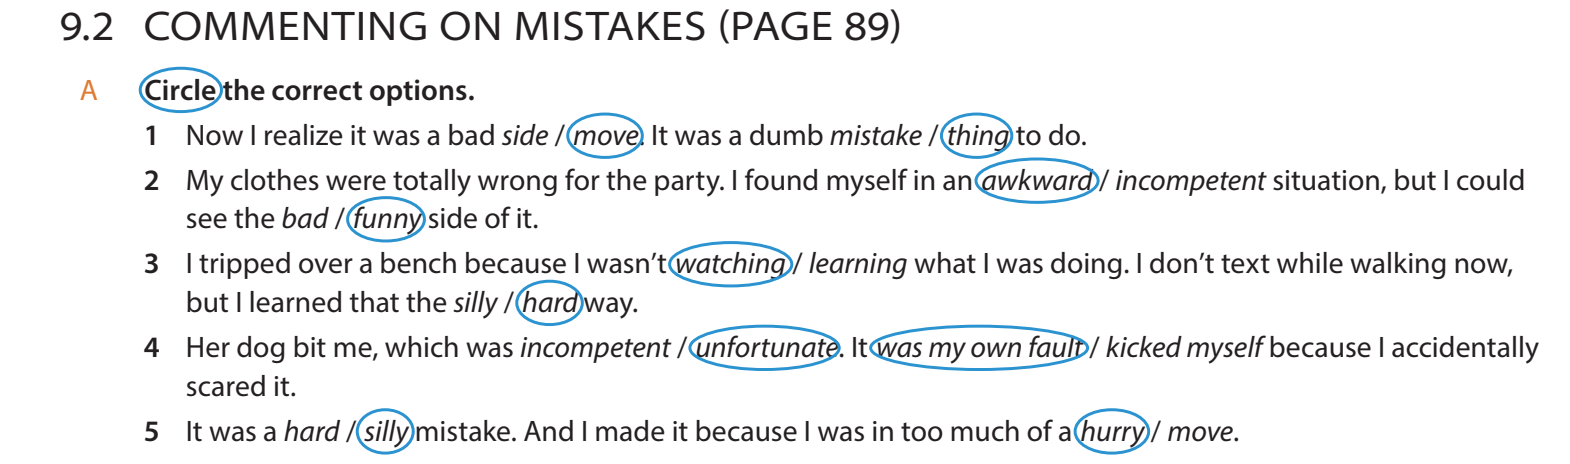 9.2 COMMENTING ON MISTAKES (PAGE 89)
A Circle the correct options.
1 Now I realize it was a bad side / move. It was a dumb mistake / thing to do.
2 My clothes were totally wrong for the party. I found myself in an awkward / incompetent situation, but I could
see the bad / funny side of it.
3 I tripped over a bench because I wasn't watching / learning what I was doing. I don't text while walking now,
but I learned that the silly / hard way.
4 Her dog bit me, which was incompetent / unfortunate. It was my own fault / kicked myself because I accidentally
scared it.
5 It was a hard / silly mistake. And I made it because I was in too much of a hurry / move.